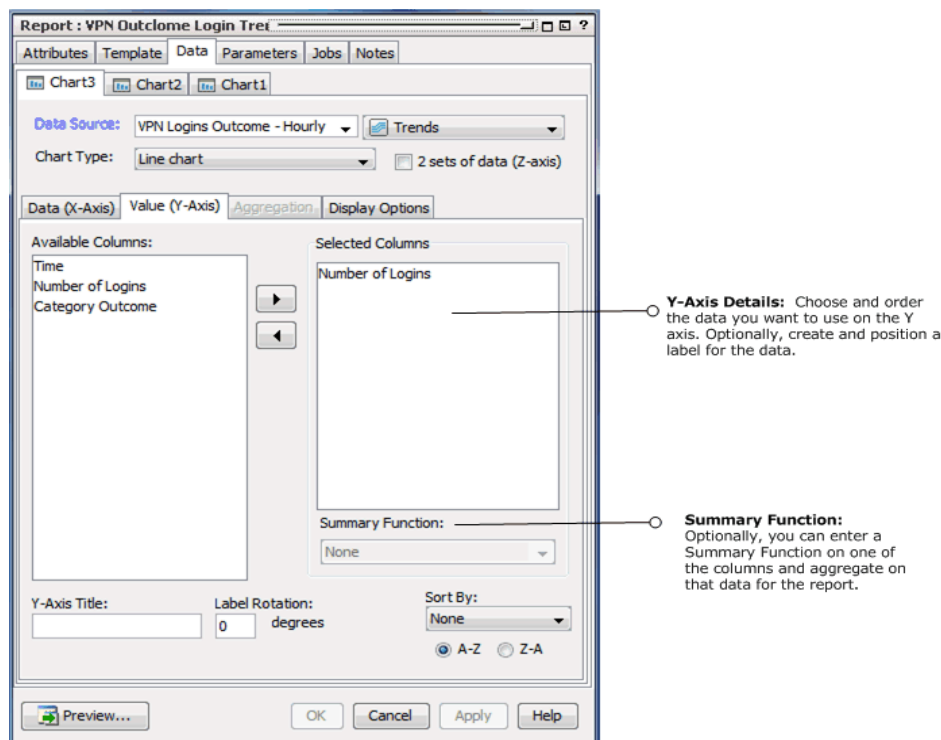 Report : VPN Outclome Login Trer ?
Attributes Template Data Parameters Jobs Notes
Chart3 Chart2 Chart1
Data Source: VPN Logins Outcome - Hourly Trends
Chart Type: Line chart 2 sets of data (Z-axis)
Data (X-Axis) Value (Y-Axis) Aggregation Display Options
Available Columns:
Time
Number of Logins
Category Outcome
Selected Columns
Number of Logins
Summary Function:
None
Y-Axis Title:
Label Rotation:
0 degrees
Sort By:
None
A-Z Z-A
Preview... OK Cancel Apply Help
Y-Axis Details: Choose and order
the data you want to use on the Y
axis. Optionally, create and position a
label for the data.
Summary Function:
Optionally, you can enter a
Summary Function on one of
the columns and aggregate on
that data for the report.